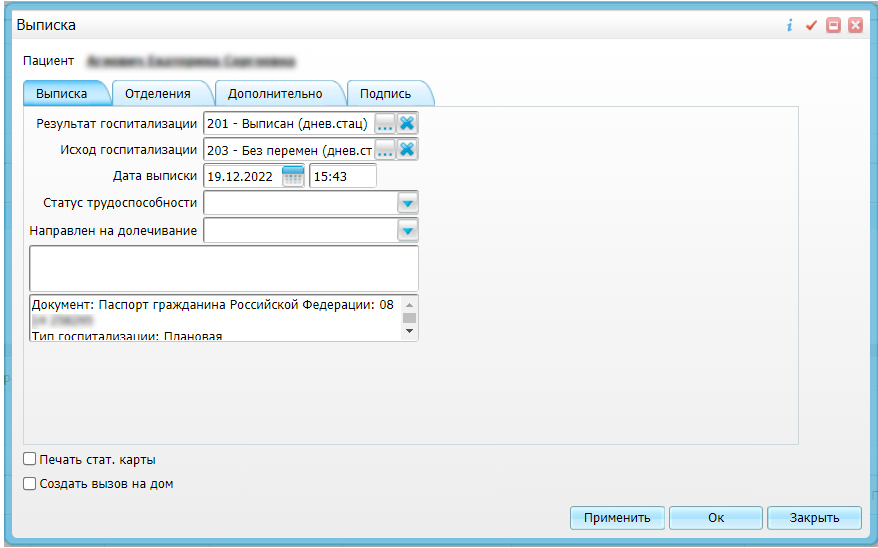 Выписка
Пациент
Выписка Отделения Дополнительно Подпись
Результат госпитализации 201 - Выписан (днев.стац) ...
Исход госпитализации 203 - Без перемен (днев.ст ...
Дата выписки 19.12.2022 15:43
Статус трудоспособности
Направлен на долечивание
Документ: Паспорт гражданина Российской Федерации: 08
Тип госпитализации: Плановая
Печать стат. карты
Создать вызов на дом
Применить Ок Закрыть